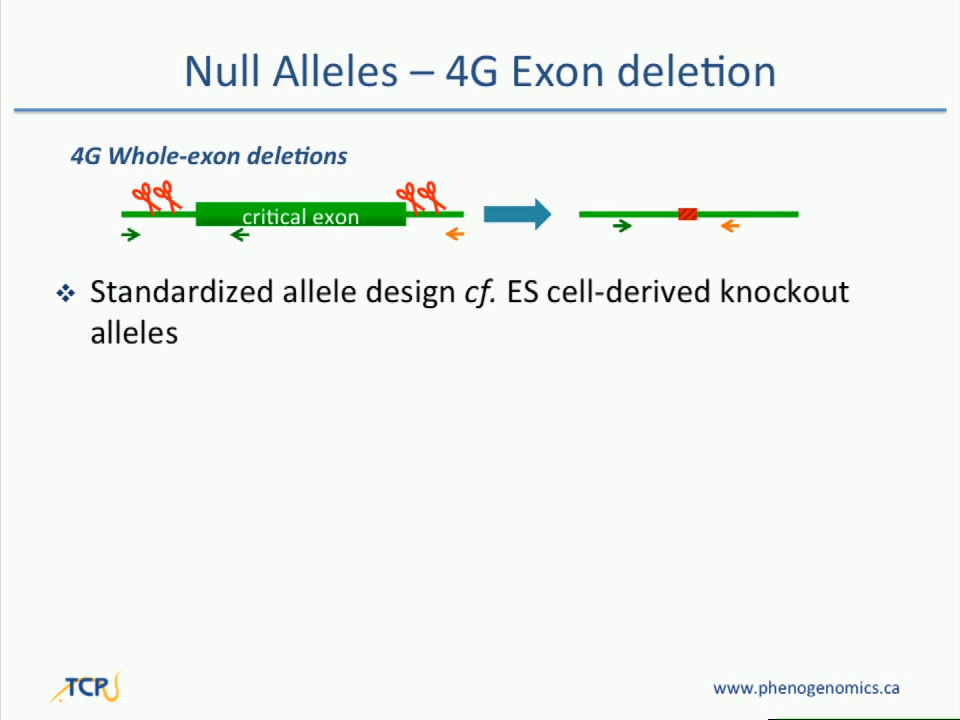 Null Alleles – 4G Exon deletion
4G Whole-exon deletions
critical exon
Standardized allele design cf. ES cell-derived knockout
alleles
TCP
www.phenogenomics.ca